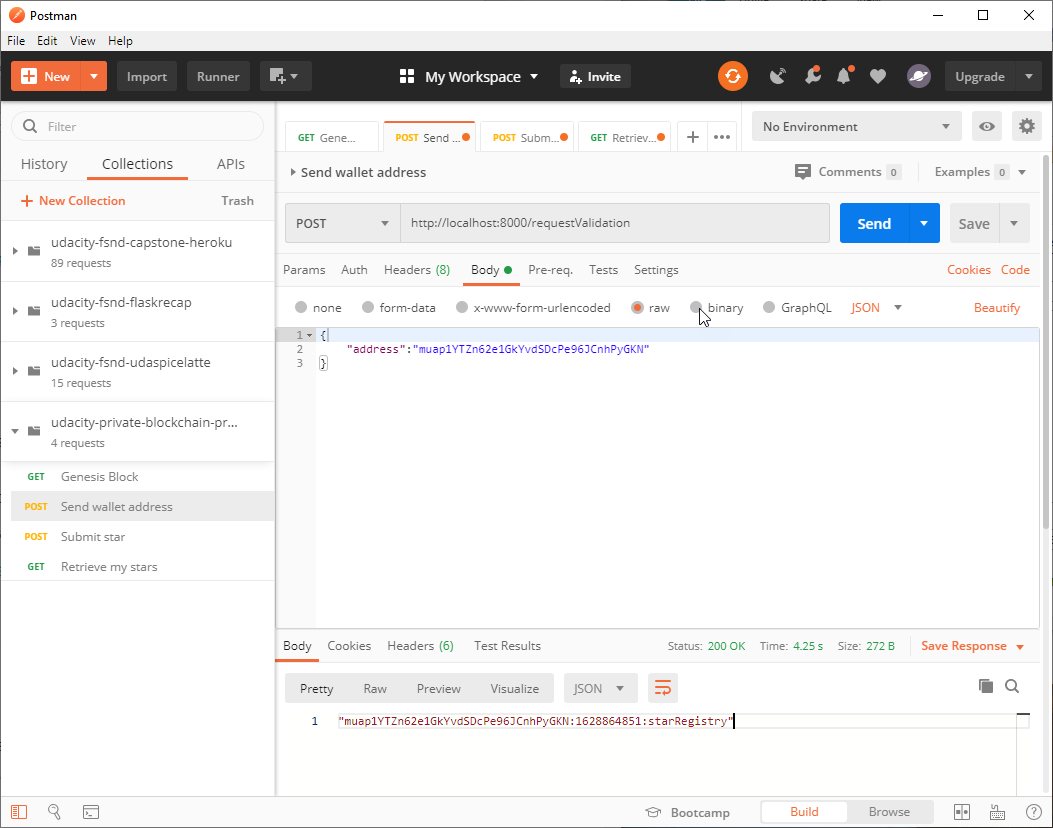 Postman
File Edit View Help
New Import Runner My Workspace Invite Upgrade
Filter
History Collections APIs
New Collection Trash
udacity-fsnd-capstone-heroku
89 requests
udacity-fsnd-flaskrecap
3 requests
udacity-fsnd-udaspicelatte
15 requests
udacity-private-blockchain-pr...
4 requests
GET Genesis Block
POST Send wallet address
POST Submit star
GET Retrieve my stars
GET Gene... POST Send ... POST Subm... GET Retriev... No Environment
Send wallet address Comments 0 Examples 0
POST http://localhost:8000/requestValidation Send Save
Params Auth Headers (8) Body Pre-req. Tests Settings Cookies Code
none form-data x-www-form-urlencoded raw binary GraphQL JSON Beautify
1 {
2 "address":"muap1YTZn62e1GkYvdSDcPe96JCnhPyGKN"
3 }
Body Cookies Headers (6) Test Results Status: 200 OK Time: 4.25 s Size: 272 B Save Response
Pretty Raw Preview Visualize JSON
1 "muap1YTZn62e1GkYvdSDcPe96JCnhPyGKN:1628864851:starRegistry"
Bootcamp Build Browse